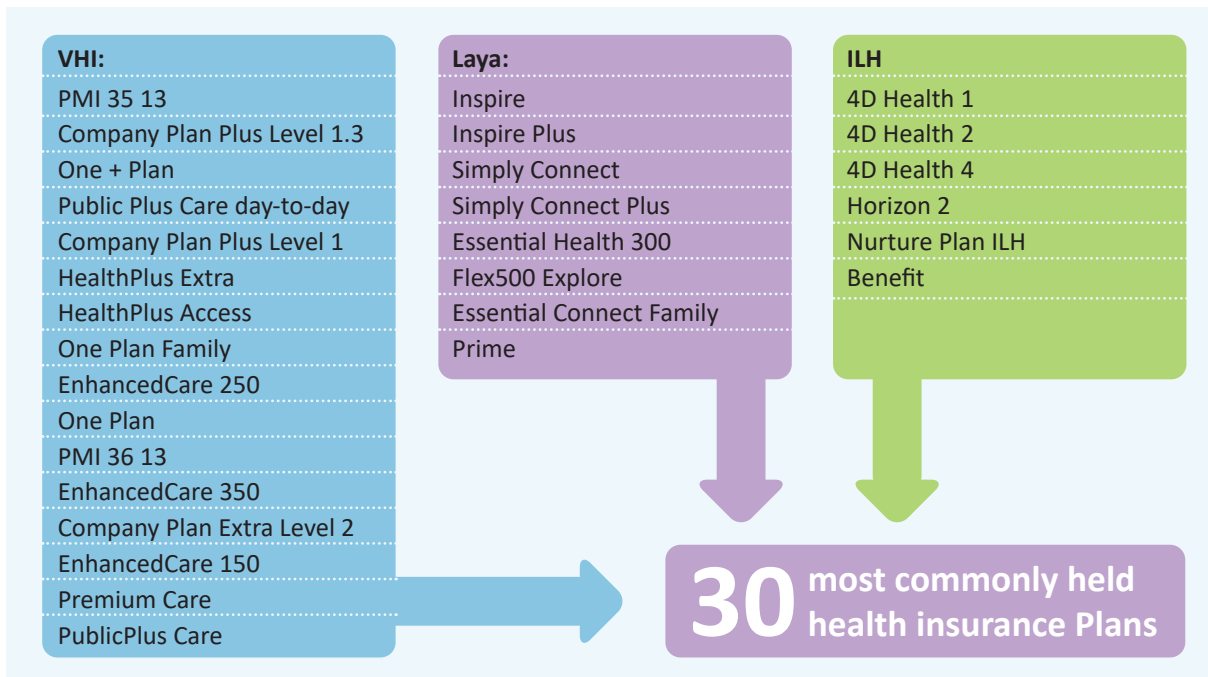 VHI:
PMI 35 13
Company Plan Plus Level 1.3
One + Plan
Public Plus Care day-to-day
Company Plan Plus Level 1
HealthPlus Extra
HealthPlus Access
One Plan Family
EnhancedCare 250
One Plan
PMI 36 13
EnhancedCare 350
Company Plan Extra Level 2
EnhancedCare 150
Premium Care
PublicPlus Care
Laya:
Inspire
Inspire Plus
Simply Connect
Simply Connect Plus
Essential Health 300
Flex500 Explore
Essential Connect Family
Prime
ILH
4D Health 1
4D Health 2
4D Health 4
Horizon 2
Nurture Plan ILH
Benefit
30 most commonly held
health insurance Plans